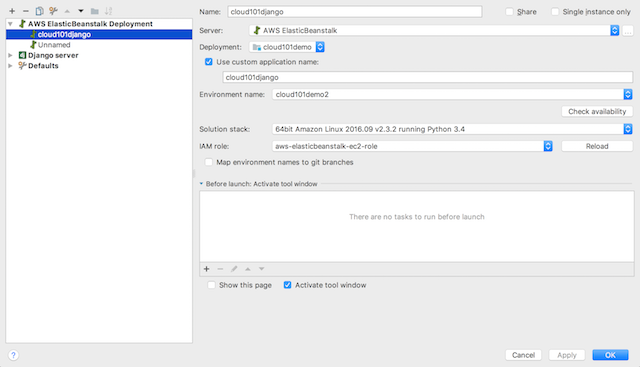 Name: cloud101django Share Single instance only
AWS ElasticBeanstalk Deployment
cloud101django
Unnamed
Django server
Defaults
Server: AWS ElasticBeanstalk ...
Deployment: cloud101demo
Use custom application name:
cloud101django
Environment name: cloud101demo2
Check availability
Solution stack: 64bit Amazon Linux 2016.09 v2.3.2 running Python 3.4
IAM role: aws-elasticbeanstalk-ec2-role Reload
Map environment names to git branches
Before launch: Activate tool window
There are no tasks to run before launch
Show this page Activate tool window
? Cancel Apply OK